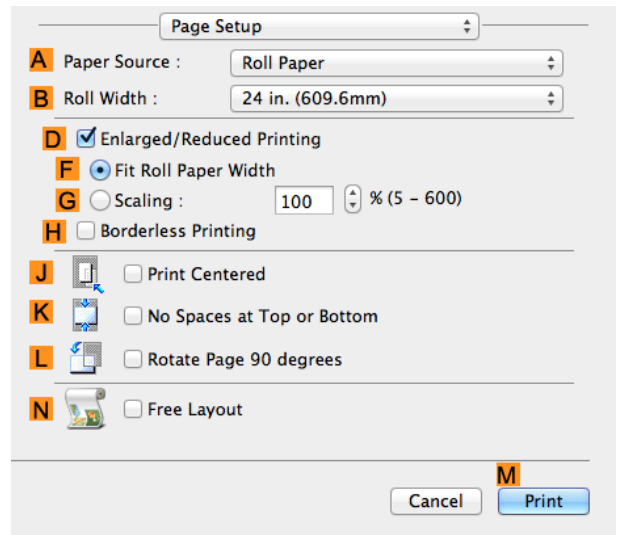 Page Setup
A Paper Source : Roll Paper
B Roll Width : 24 in. (609.6mm)
D Enlarged/Reduced Printing
F Fit Roll Paper Width
G Scaling : 100 % (5 – 600)
H Borderless Printing
J Print Centered
K No Spaces at Top or Bottom
L Rotate Page 90 degrees
N Free Layout
M
Cancel Print